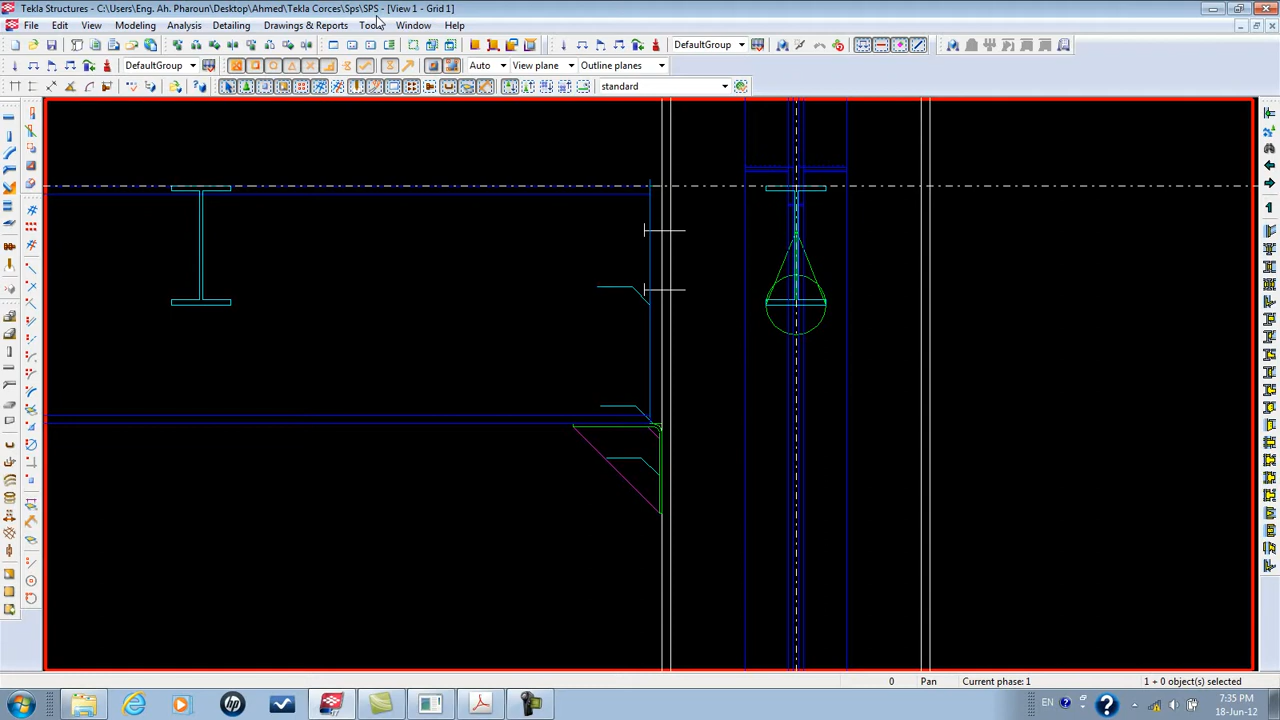 Tekla Structures - C:\Users\Eng. Ah. Pharoun\Desktop\Ahmed\Tekla Corces\Sps\SPS - [View 1 - Grid 1]
File Edit View Modeling Analysis Detailing Drawings & Reports Tools Window Help
DefaultGroup
DefaultGroup Auto View plane Outline planes
standard
0 Pan Current phase: 1 1 + 0 object(s) selected
EN 7:35 PM
18-Jun-12